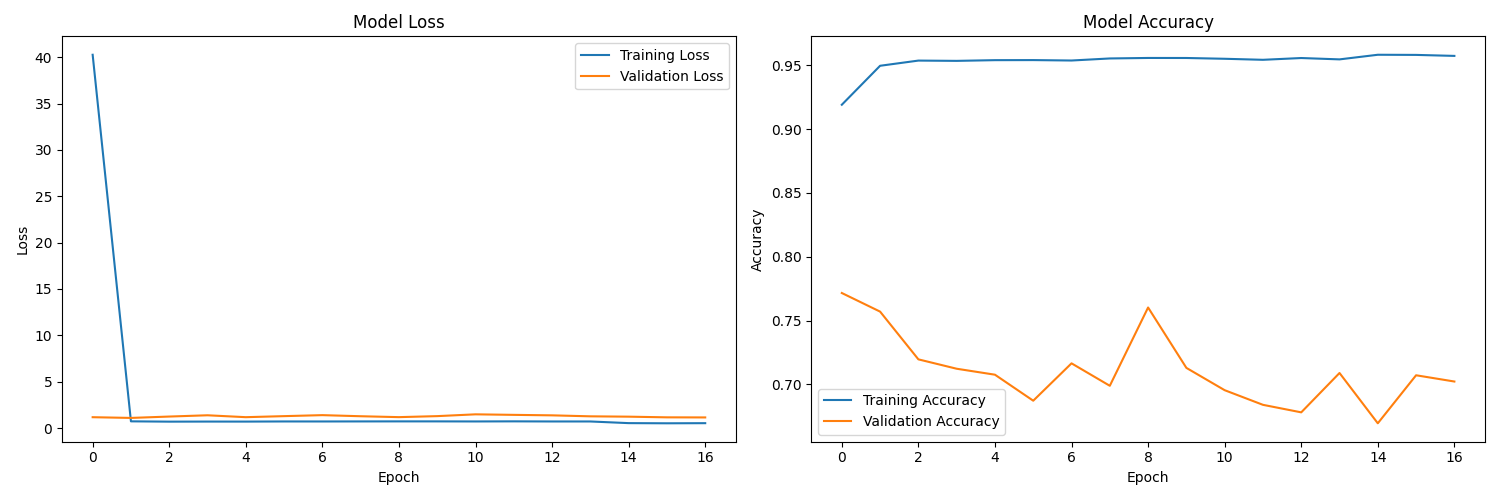 Model Loss
40
35
30
25
20
15
10
5
0
Loss
Training Loss
Validation Loss
0 2 4 6 8 10 12 14 16
Epoch
Model Accuracy
0.95
0.90
0.85
0.80
0.75
0.70
Accuracy
Training Accuracy
Validation Accuracy
0 2 4 6 8 10 12 14 16
Epoch